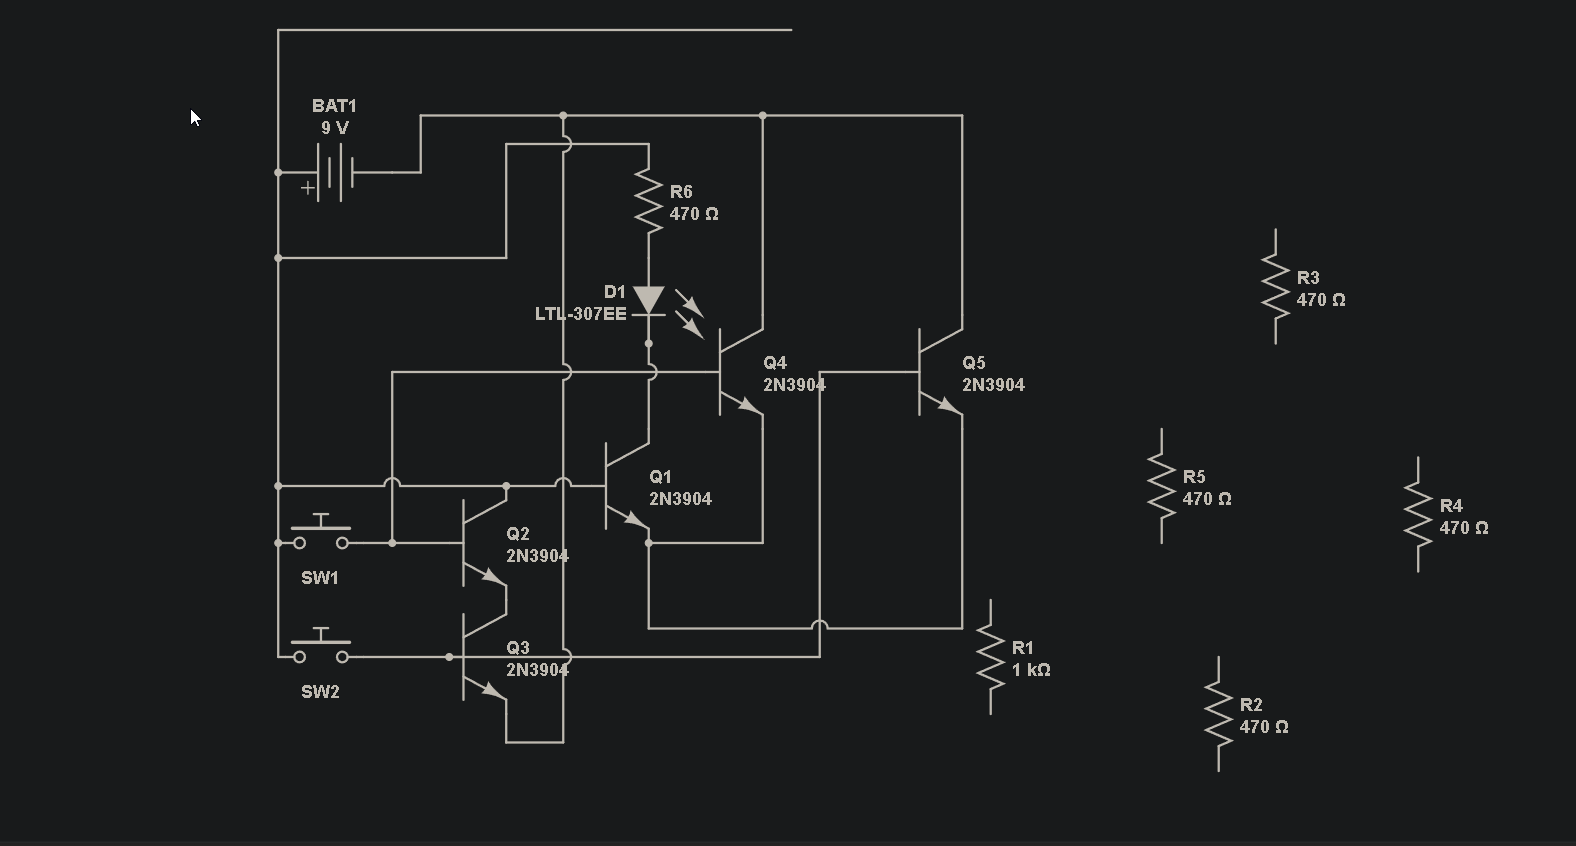 BAT1
9 V
+
R6
470 Ω
R3
470 Ω
D1
LTL-307EE
Q4
2N3904
Q5
2N3904
Q1
2N3904
R5
470 Ω
R4
470 Ω
Q2
2N3904
SW1
Q3
2N3904
R1
1 kΩ
SW2
R2
470 Ω